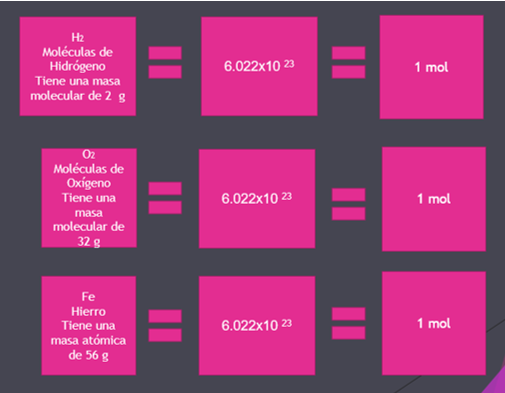 H2
Moléculas de
Hidrógeno
Tiene una masa
molecular de 2 g
6.022x10 23
1 mol
O2
Moléculas de
Oxígeno
Tiene una
masa
molecular de
32 g
6.022x10 23
1 mol
Fe
Hierro
Tiene una
masa atómica
de 56 g
6.022x10 23
1 mol